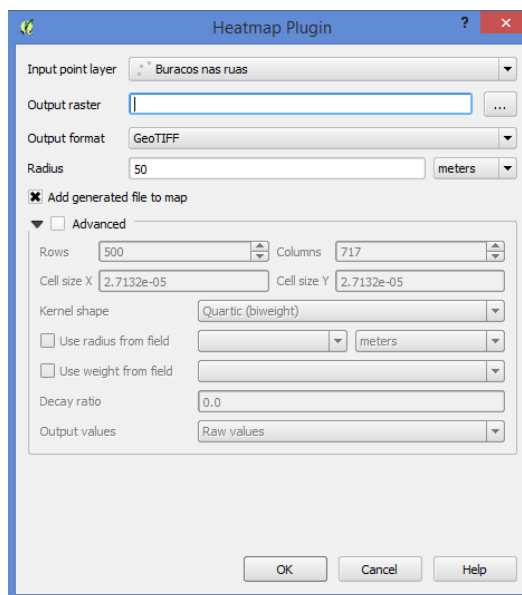 Heatmap Plugin ? ×
Input point layer Buracos nas ruas
Output raster ...
Output format GeoTIFF
Radius 50 meters
Add generated file to map
Advanced
Rows 500 Columns 717
Cell size X 2.7132e-05 Cell size Y 2.7132e-05
Kernel shape Quartic (biweight)
Use radius from field meters
Use weight from field
Decay ratio 0.0
Output values Raw values
OK Cancel Help